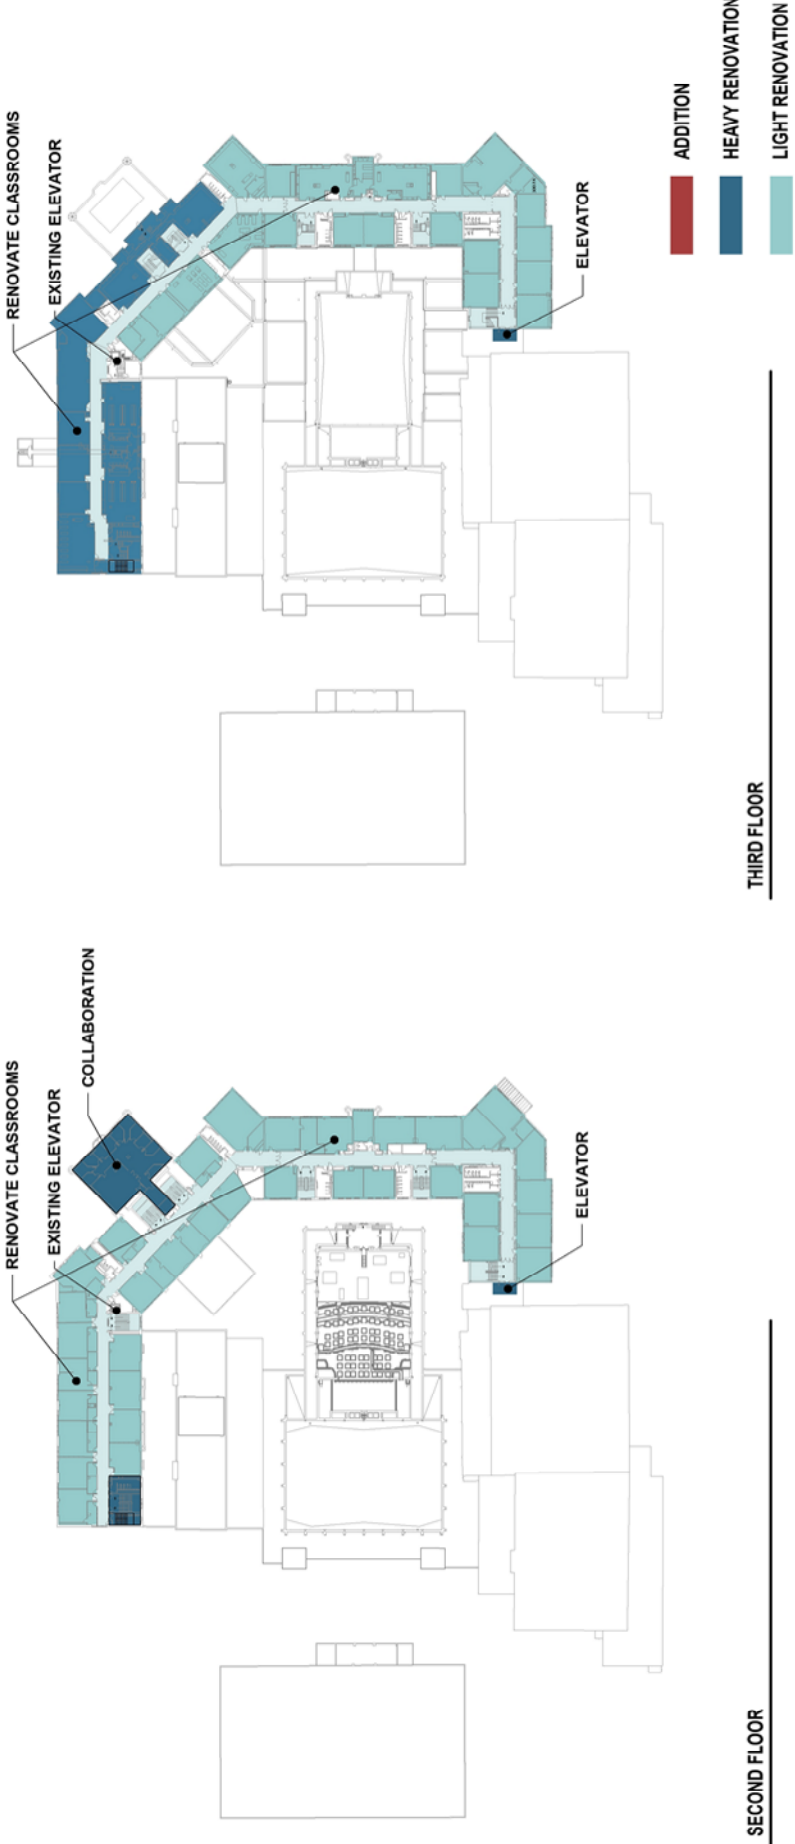 RENOVATE CLASSROOMS
EXISTING ELEVATOR
COLLABORATION
ELEVATOR
SECOND FLOOR
RENOVATE CLASSROOMS
EXISTING ELEVATOR
ELEVATOR
THIRD FLOOR
ADDITION
HEAVY RENOVATION
LIGHT RENOVATION